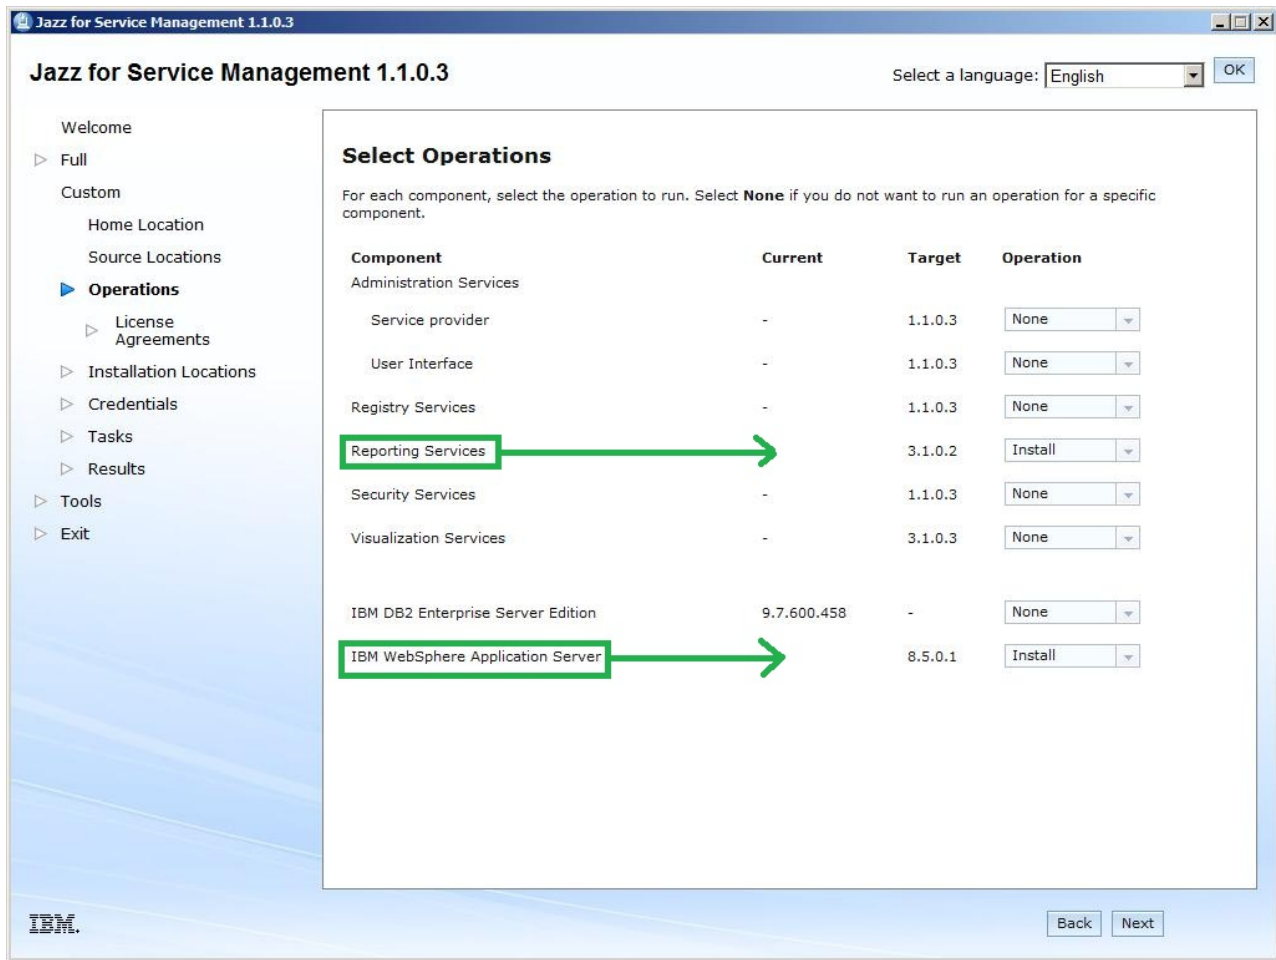 Jazz for Service Management 1.1.0.3
Jazz for Service Management 1.1.0.3
Select a language: English OK
Welcome
Full
Custom
Home Location
Source Locations
Operations
License
Agreements
Installation Locations
Credentials
Tasks
Results
Tools
Exit
Select Operations
For each component, select the operation to run. Select None if you do not want to run an operation for a specific
component.
Component Current Target Operation
Administration Services
Service provider - 1.1.0.3 None
User Interface - 1.1.0.3 None
Registry Services - 1.1.0.3 None
Reporting Services 3.1.0.2 Install
Security Services - 1.1.0.3 None
Visualization Services - 3.1.0.3 None
IBM DB2 Enterprise Server Edition 9.7.600.458 - None
IBM WebSphere Application Server 8.5.0.1 Install
IBM.
Back Next